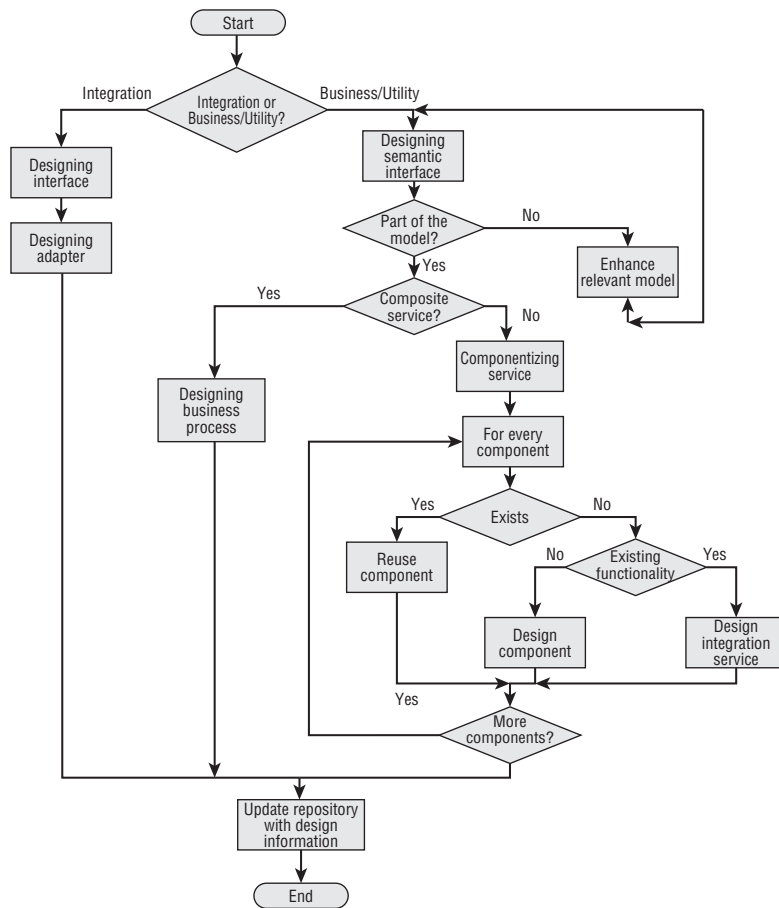 Start
Integration
Integration or
Business/Utility?
Business/Utility
Designing
interface
Designing
semantic
interface
Designing
adapter
Part of the
model?
No
Enhance
relevant model
Yes
Yes
Composite
service?
No
Componentizing
service
Designing
business
process
For every
component
Yes
Exists
No
Reuse
component
No
Existing
functionality
Yes
Design
component
Design
integration
service
Yes
More
components?
Update repository
with design
information
End